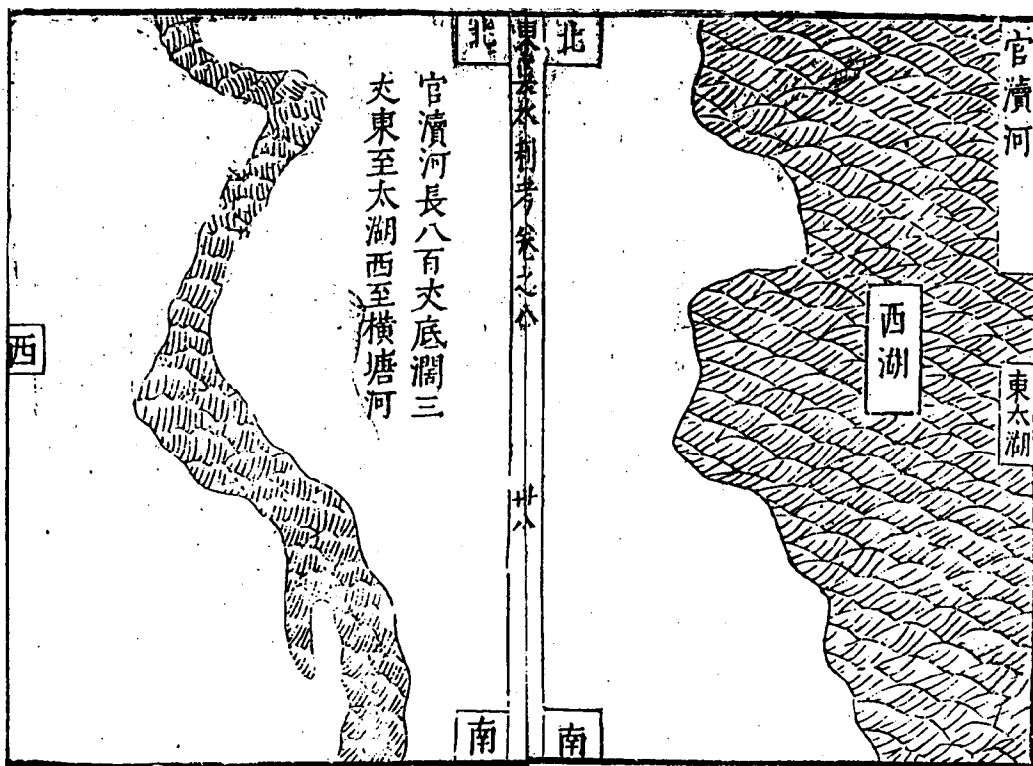 官瀆河
東太湖
西湖
北
南
東吳水利考卷之八
卅八
北
南
官瀆河長八百丈底濶三
丈東至太湖西至橫塘河
西